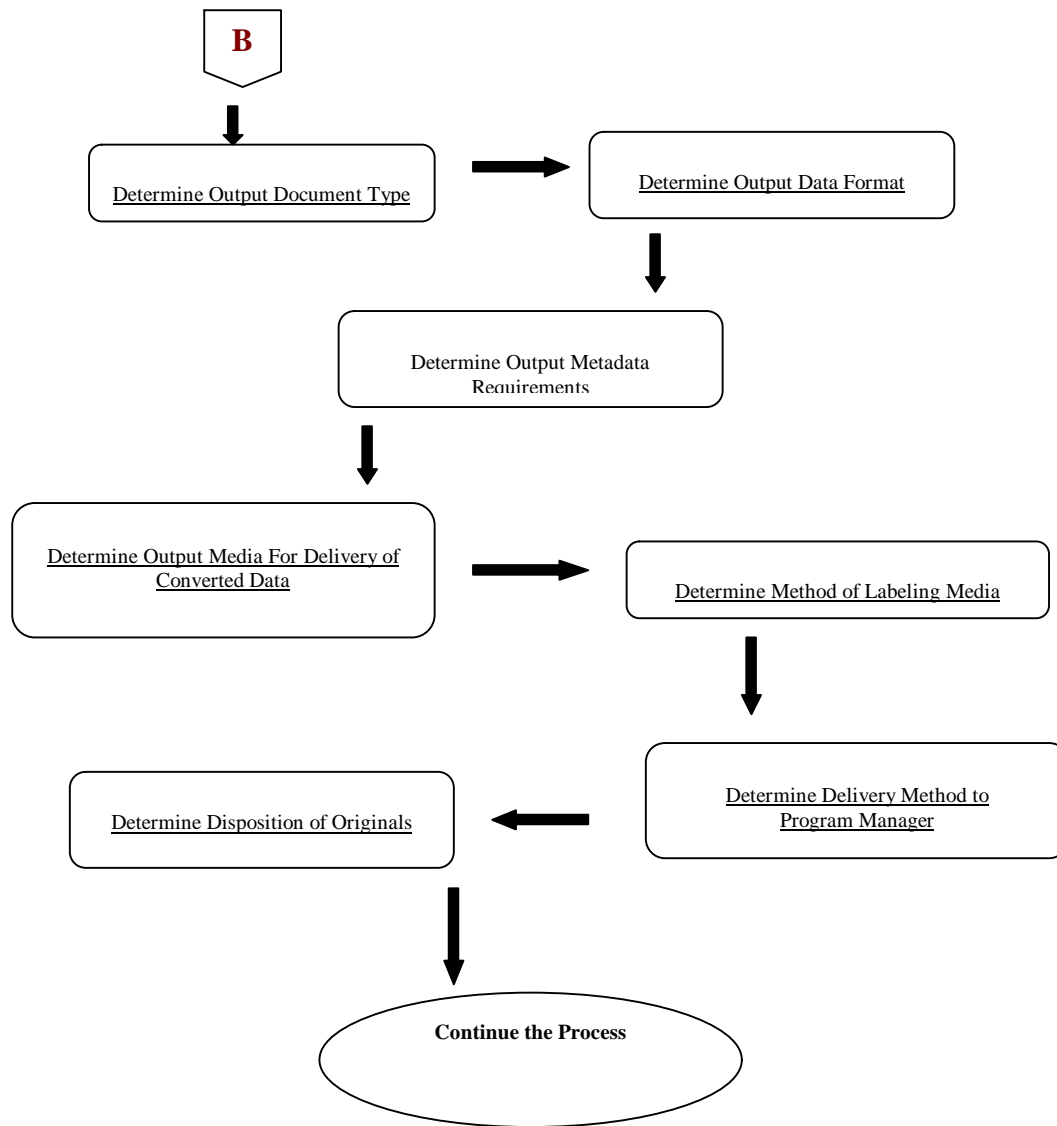 B
Determine Output Document Type
Determine Output Data Format
Determine Output Metadata
Requirements
Determine Output Media For Delivery of
Converted Data
Determine Method of Labeling Media
Determine Delivery Method to
Program Manager
Determine Disposition of Originals
Continue the Process